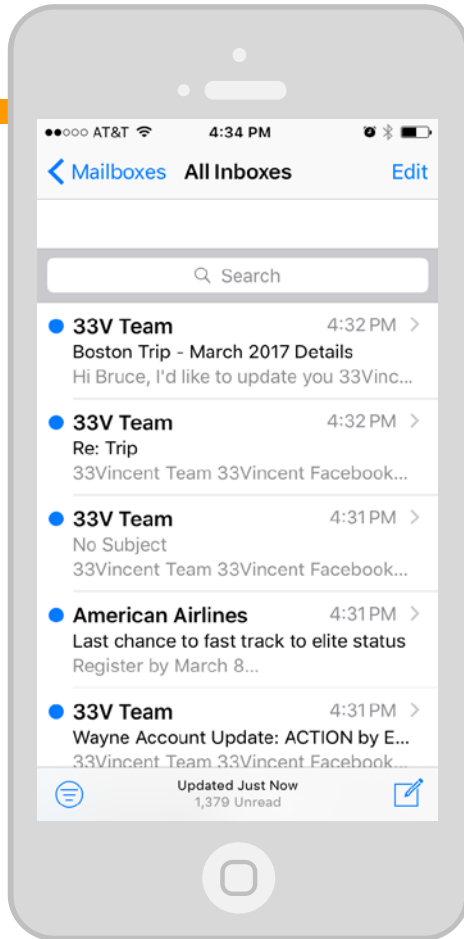 AT&T 4:34 PM
Mailboxes All Inboxes Edit
Search
33V Team 4:32 PM
Boston Trip - March 2017 Details
Hi Bruce, I'd like to update you 33Vinc...
33V Team 4:32 PM
Re: Trip
33Vincent Team 33Vincent Facebook...
33V Team 4:31 PM
No Subject
33Vincent Team 33Vincent Facebook...
American Airlines 4:31 PM
Last chance to fast track to elite status
Register by March 8...
33V Team 4:31 PM
Wayne Account Update: ACTION by E...
33Vincent Team 33Vincent Facebook...
Updated Just Now
1,379 Unread